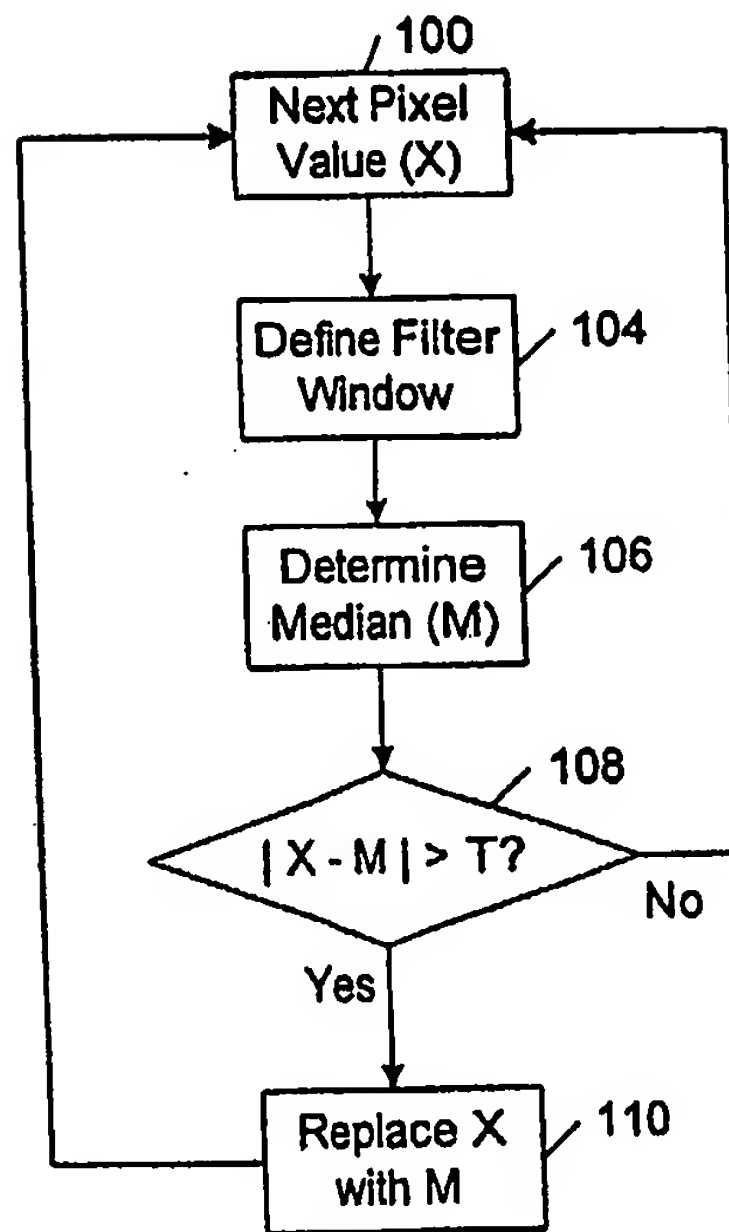 100
Next Pixel
Value (X)
Define Filter
Window
104
Determine
Median (M)
106
108
| X - M | > T?
No
Yes
Replace X
with M
110